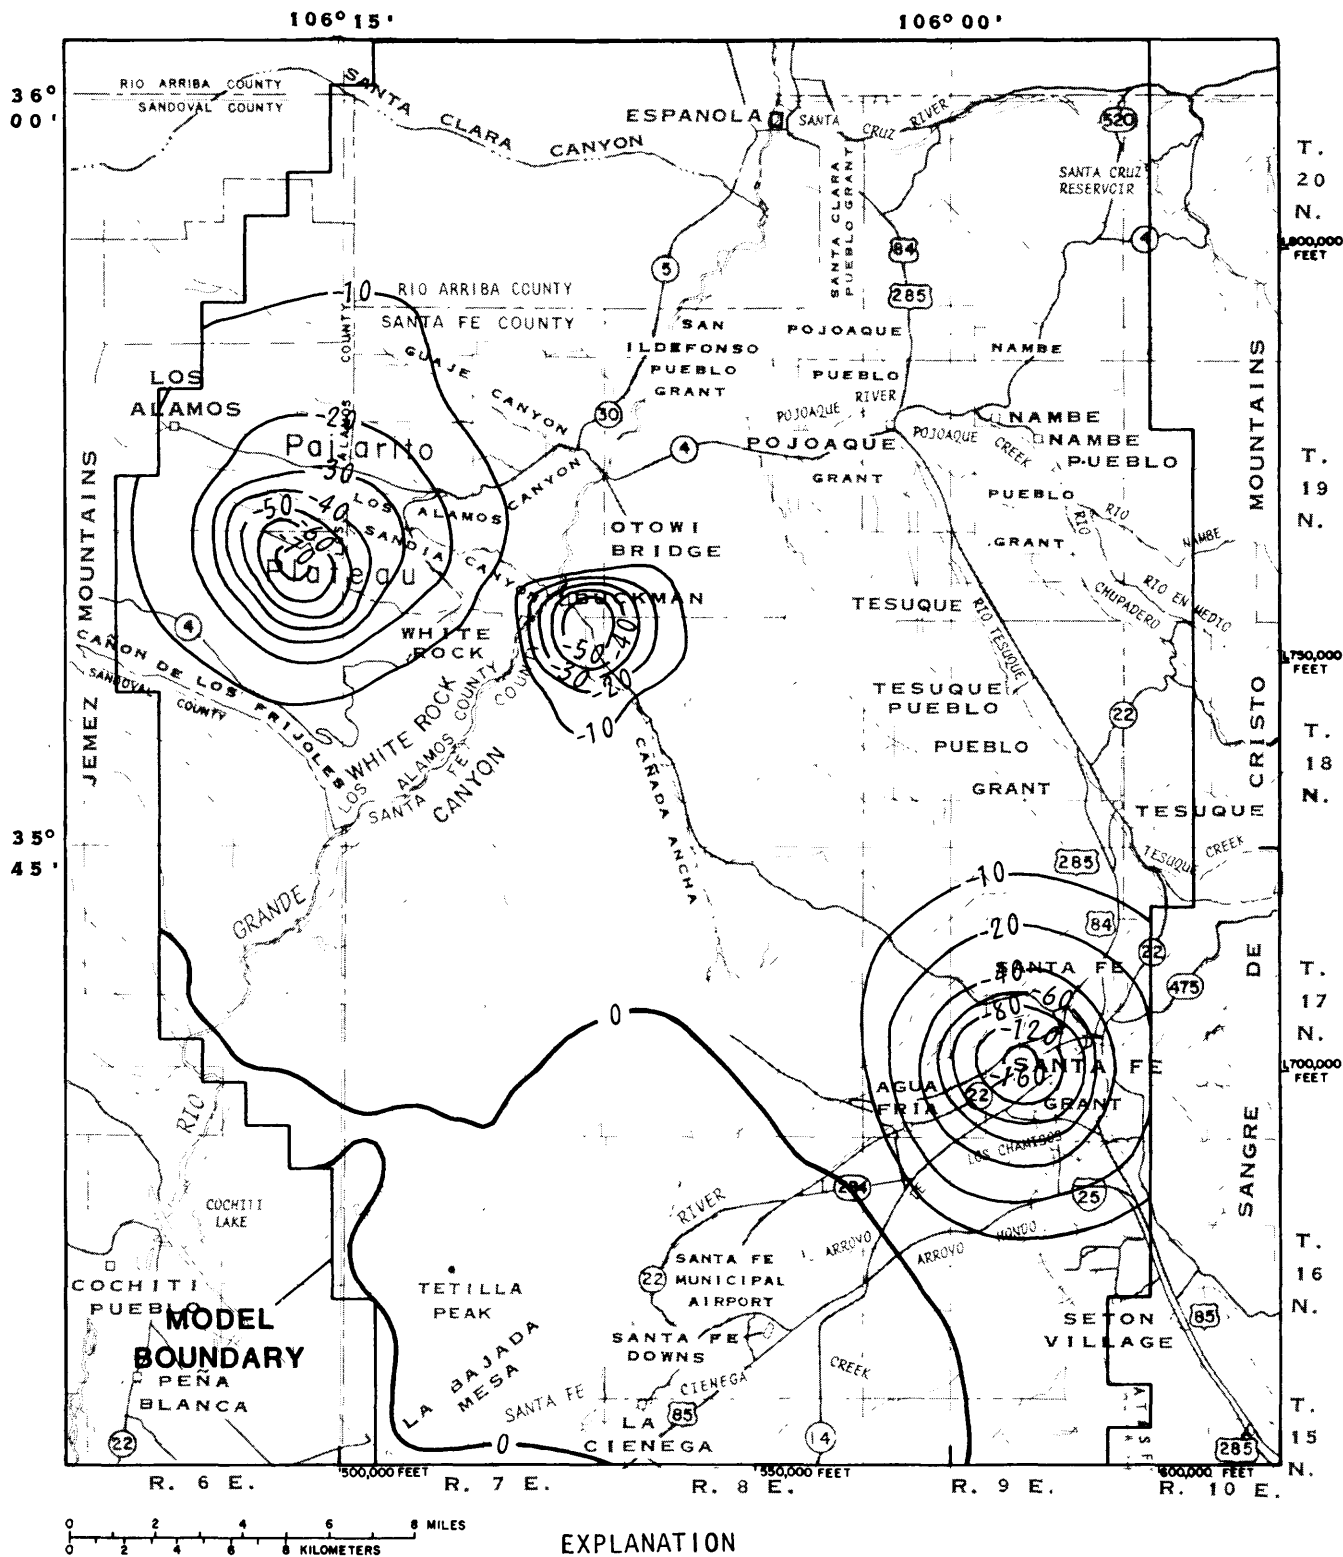 106° 15'
106° 00'
36°
00'
RIO ARRIBA COUNTY
SANDOVAL COUNTY
SANTA CLARA CANYON
ESPANOLA
SANTA CRUZ RIVER
520
SANTA CLARA
PUEBLO GRANT
SANTA CRUZ
RESERVOIR
T.
20
N.
1,800,000
FEET
4
84
285
5
-10
RIO ARRIBA COUNTY
SANTA FE COUNTY
COUNTY
LOS ALAMOS
SAN
ILDEFONSO
PUEBLO
GRANT
POJOAQUE
PUEBLO
RIVER
POJOAQUE
POJOAQUE
GRANT
NAMBE
NAMBE
NAMBE
PUEBLO
POJOAQUE
CREEK
PUEBLO
GRANT
GUAJE CANYON
30
4
LOS
ALAMOS
-20
Pajarito
-30
-40
-50
-60
-70
Plateau
LOS ALAMOS CANYON
SANDIA CANYON
OTOWI
BRIDGE
BUCKMAN
-40
-50
-30
-20
-10
WHITE
ROCK
4
CAÑON DE LOS FRIJOLES
SANDOVAL
COUNTY
WHITE ROCK
CANYON
LOS ALAMOS COUNTY
SANTA FE COUNTY
CAÑADA ANCHA
JEMEZ MOUNTAINS
T.
19
N.
RIO
RIO
NAMBE
RIO EN MEDIO
CHUPADERO
TESUQUE
RIO TESUQUE
1,750,000
FEET
TESUQUE
PUEBLO
PUEBLO
GRANT
22
T.
18
N.
TESUQUE
TESUQUE CREEK
285
84
22
475
SANGRE DE CRISTO MOUNTAINS
35°
45'
-10
-20
-40
-60
-80
-120
-160
SANTA FE
SANTA FE
GRANT
AGUA
FRIA
22
LOS CHAMISOS
T.
17
N.
1,700,000
FEET
RIO GRANDE
0
284
25
RIVER
ARROYO
DE
ARROYO HONDO
COCHITI
LAKE
COCHITI
PUEBLO
MODEL
BOUNDARY
PEÑA
BLANCA
22
TETILLA
PEAK
LA BAJADA
MESA
SANTA FE
MUNICIPAL
AIRPORT
22
SANTA FE
DOWNS
CIENEGA
CREEK
SANTA FE
85
LA
CIENEGA
14
0
SETON
VILLAGE
85
285
A T & S F
T.
16
N.
T.
15
N.
500,000 FEET
550,000 FEET
600,000 FEET
R. 6 E.
R. 7 E.
R. 8 E.
R. 9 E.
R. 10 E.
0 2 4 6 8 MILES
0 2 4 6 8 KILOMETERS
EXPLANATION